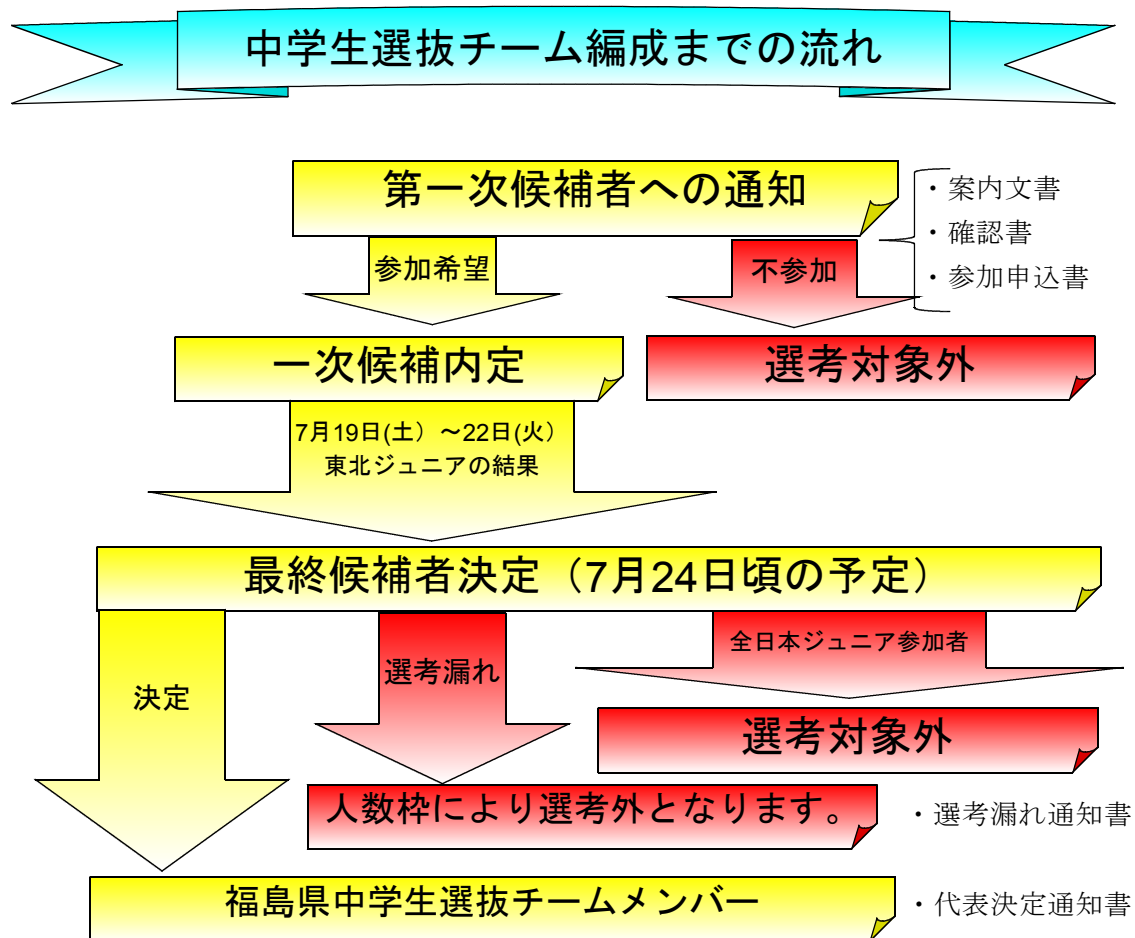 中学生選抜チーム編成までの流れ
第一次候補者への通知
・案内文書
・確認書
・参加申込書
参加希望
不参加
一次候補内定
選考対象外
7月19日(土）～22日(火）
東北ジュニアの結果
最終候補者決定（7月24日頃の予定）
決定
選考漏れ
全日本ジュニア参加者
選考対象外
人数枠により選考外となります。
・選考漏れ通知書
福島県中学生選抜チームメンバー
・代表決定通知書